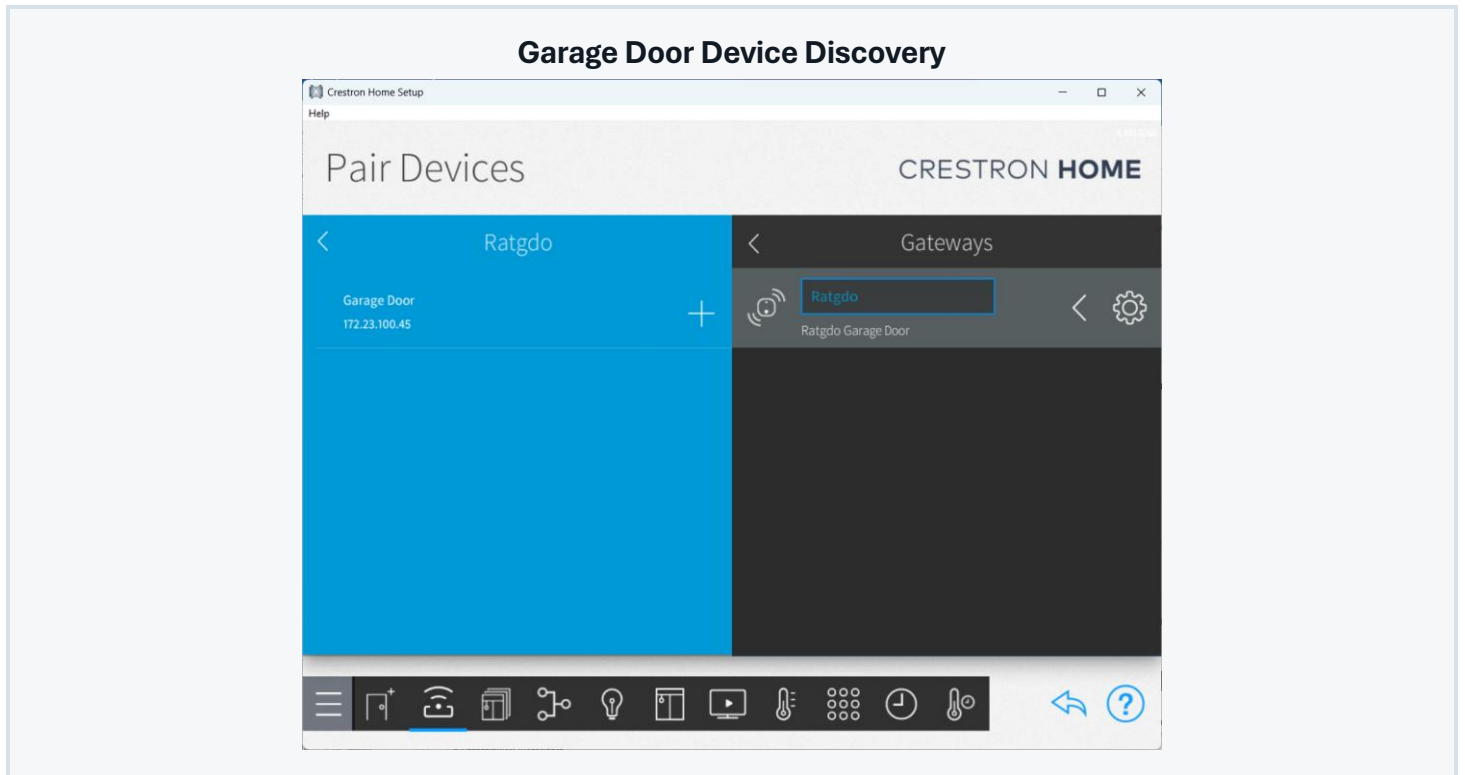 Garage Door Device Discovery
Crestron Home Setup
Help
Pair Devices
CRESTRON HOME
Ratgdo
Gateways
Garage Door
172.23.100.45
Ratgdo
Ratgdo Garage Door
?